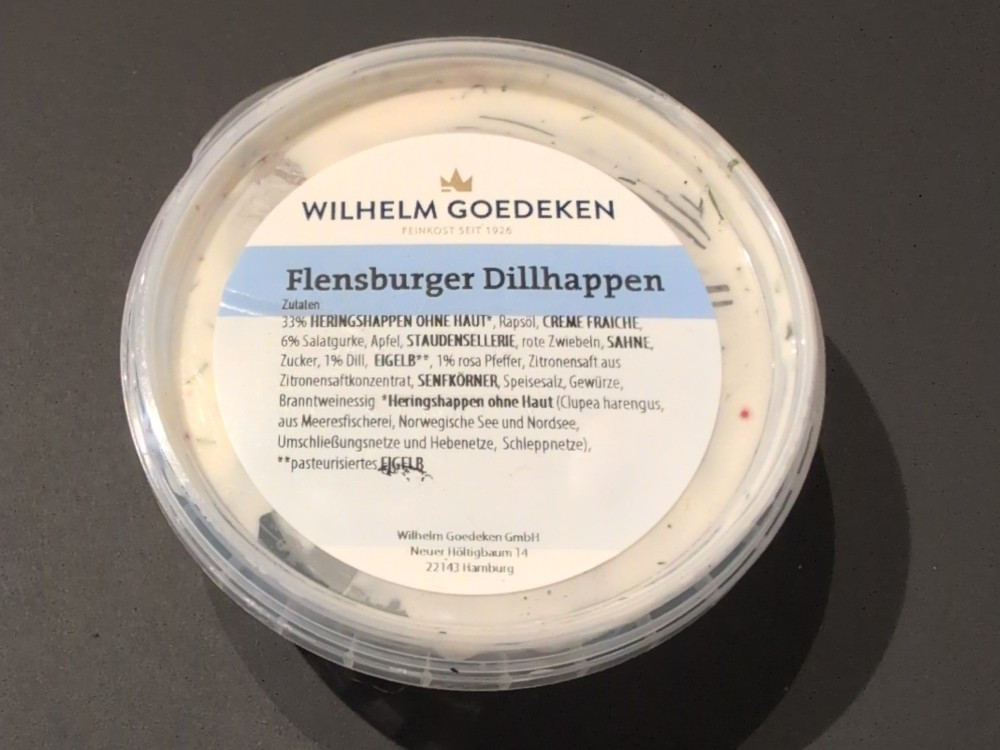 WILHELM GOEDEKEN
FEINKOST SEIT 1926
Flensburger Dillhappen
Zutaten
33% HERINGSHAPPEN OHNE HAUT*, Rapsöl, CREME FRAICHE,
6% Salatgurke, Apfel, STAUDENSELLERIE, rote Zwiebeln, SAHNE,
Zucker, 1% Dill, EIGELB**, 1% rosa Pfeffer, Zitronensaft aus
Zitronensaftkonzentrat, SENFKÖRNER, Speisesalz, Gewürze,
Branntweinessig *Heringshappen ohne Haut (Clupea harengus,
aus Meeresfischerei, Norwegische See und Nordsee,
Umschließungsnetze und Hebenetze, Schleppnetze),
**pasteurisiertes EIGELB
Wilhelm Goedeken GmbH
Neuer Höltigbaum 14
22143 Hamburg